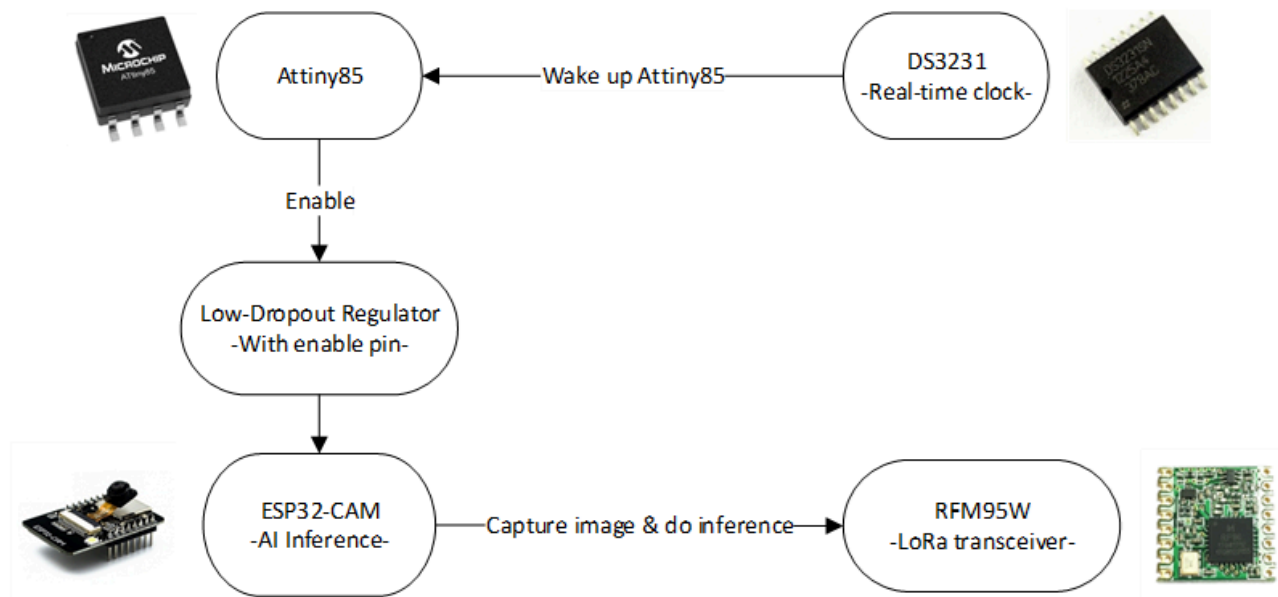 MICROCHIP
ATtiny85
Attiny85
Wake up Attiny85
DS3231
-Real-time clock-
DS3231SN
Enable
Low-Dropout Regulator
-With enable pin-
ESP32-CAM
-AI Inference-
Capture image & do inference
RFM95W
-LoRa transceiver-